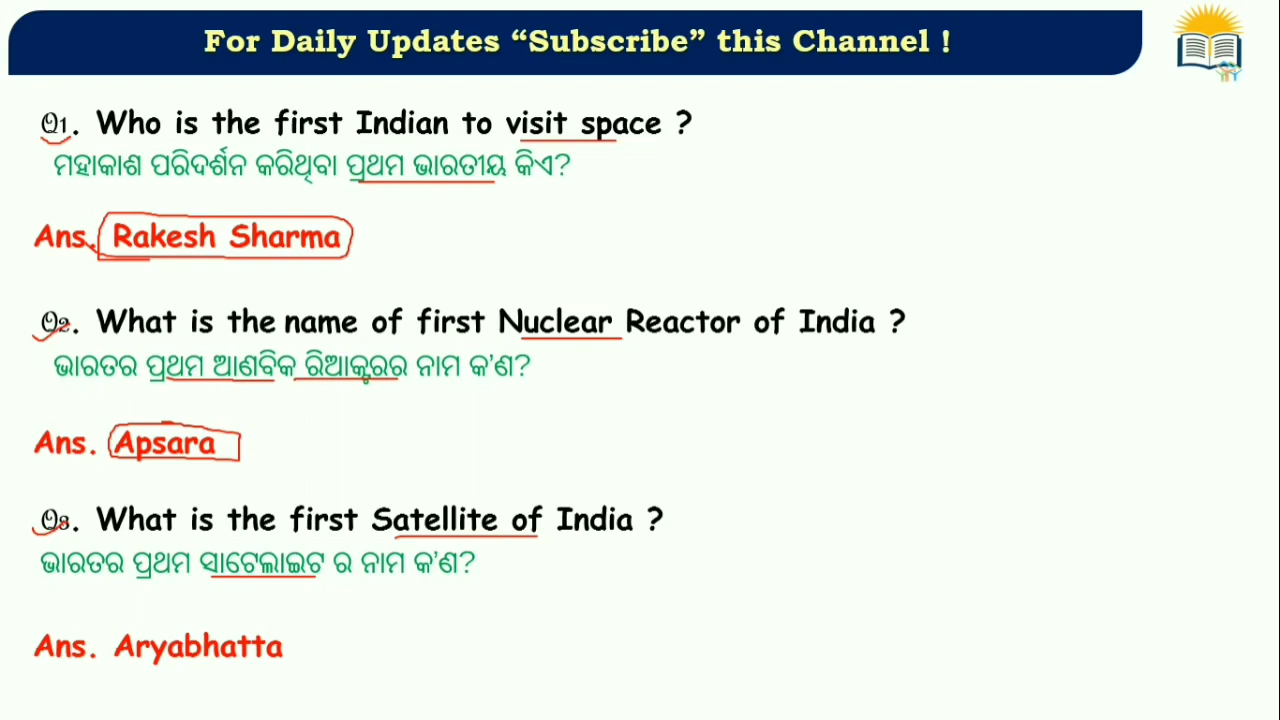 For Daily Updates “Subscribe” this Channel !
Q1. Who is the first Indian to visit space ?
ମହାକାଶ ପରିଦର୍ଶନ କରିଥିବା ପ୍ରଥମ ଭାରତୀୟ କିଏ?
Ans. Rakesh Sharma
Q2. What is the name of first Nuclear Reactor of India ?
ଭାରତର ପ୍ରଥମ ଆଣବିକ ରିଆକ୍ଟରର ନାମ କ’ଣ?
Ans. Apsara
Q3. What is the first Satellite of India ?
ଭାରତର ପ୍ରଥମ ସାଟେଲାଇଟ ର ନାମ କ’ଣ?
Ans. Aryabhatta